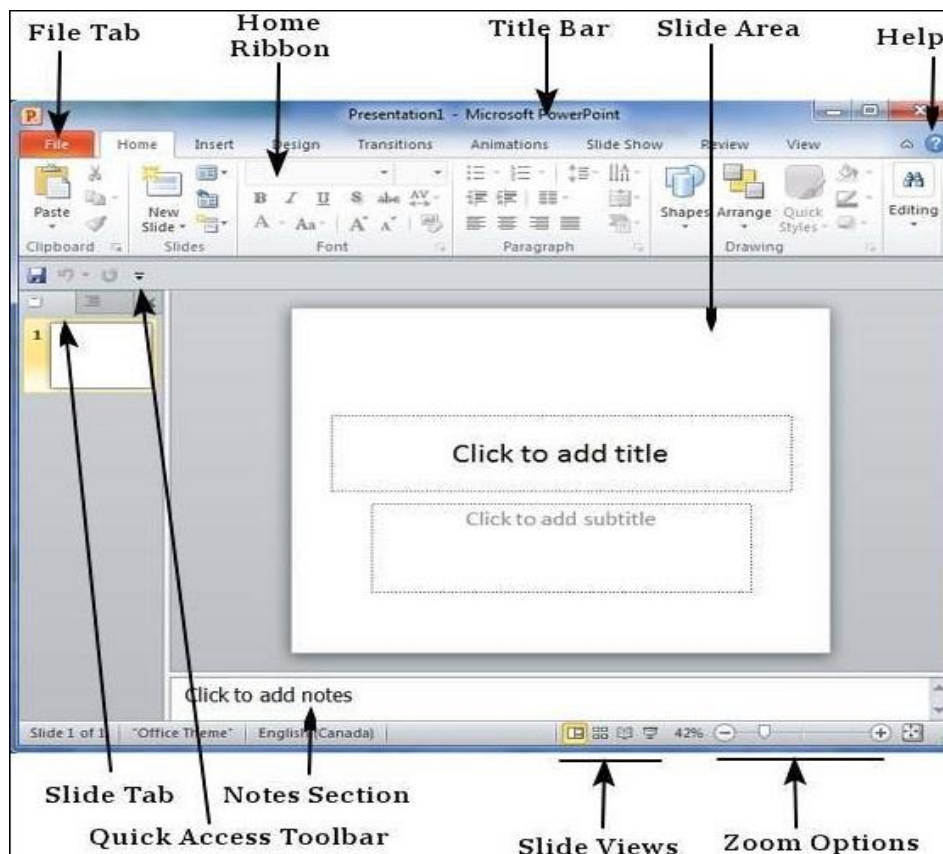 File Tab
Home
Ribbon
Title Bar
Slide Area
Help
P
Presentation1 - Microsoft PowerPoint
File Home Insert Design Transitions Animations Slide Show Review View
Paste
New
Slide
B I U S abc AV
A Aa A A
Shapes Arrange Quick
Styles
Editing
Clipboard Slides Font Paragraph Drawing
1
Click to add title
Click to add subtitle
Click to add notes
Slide 1 of 1 "Office Theme" English (Canada) 42%
Slide Tab
Notes Section
Quick Access Toolbar
Slide Views
Zoom Options